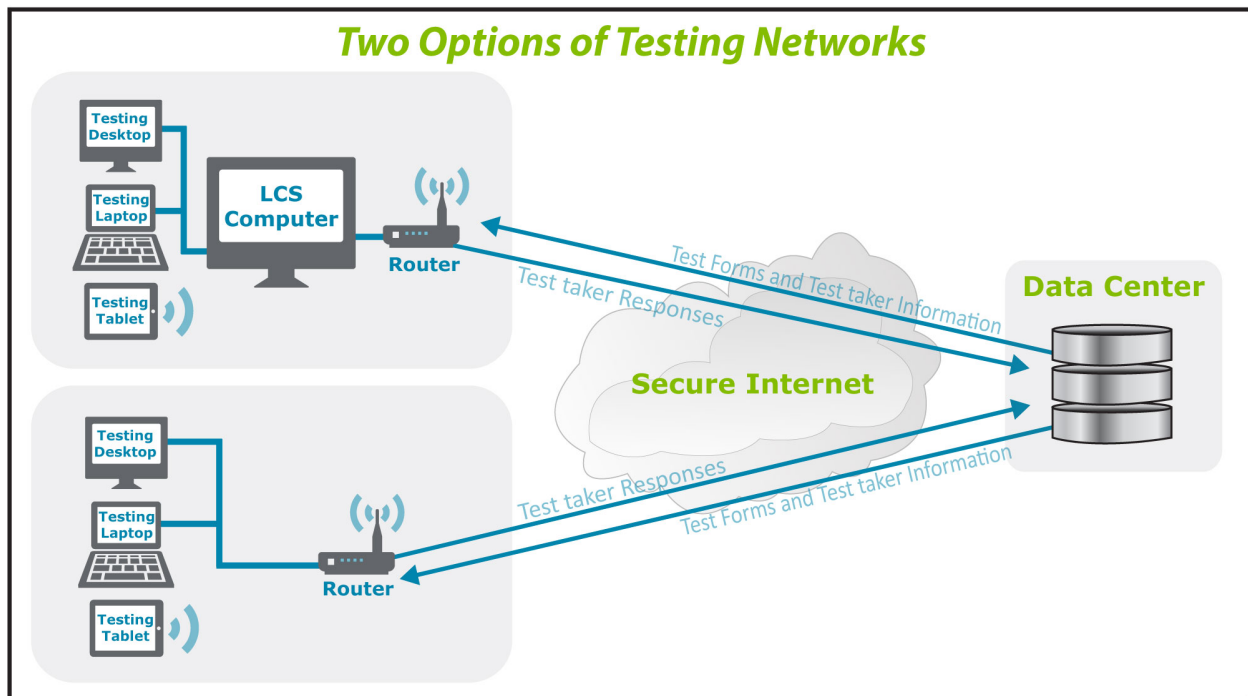 Two Options of Testing Networks
Testing
Desktop
Testing
Laptop
Testing
Tablet
LCS
Computer
Router
Test Forms and Test taker Information
Test taker Responses
Secure Internet
Data Center
Testing
Desktop
Testing
Laptop
Testing
Tablet
Router
Test taker Responses
Test Forms and Test taker Information